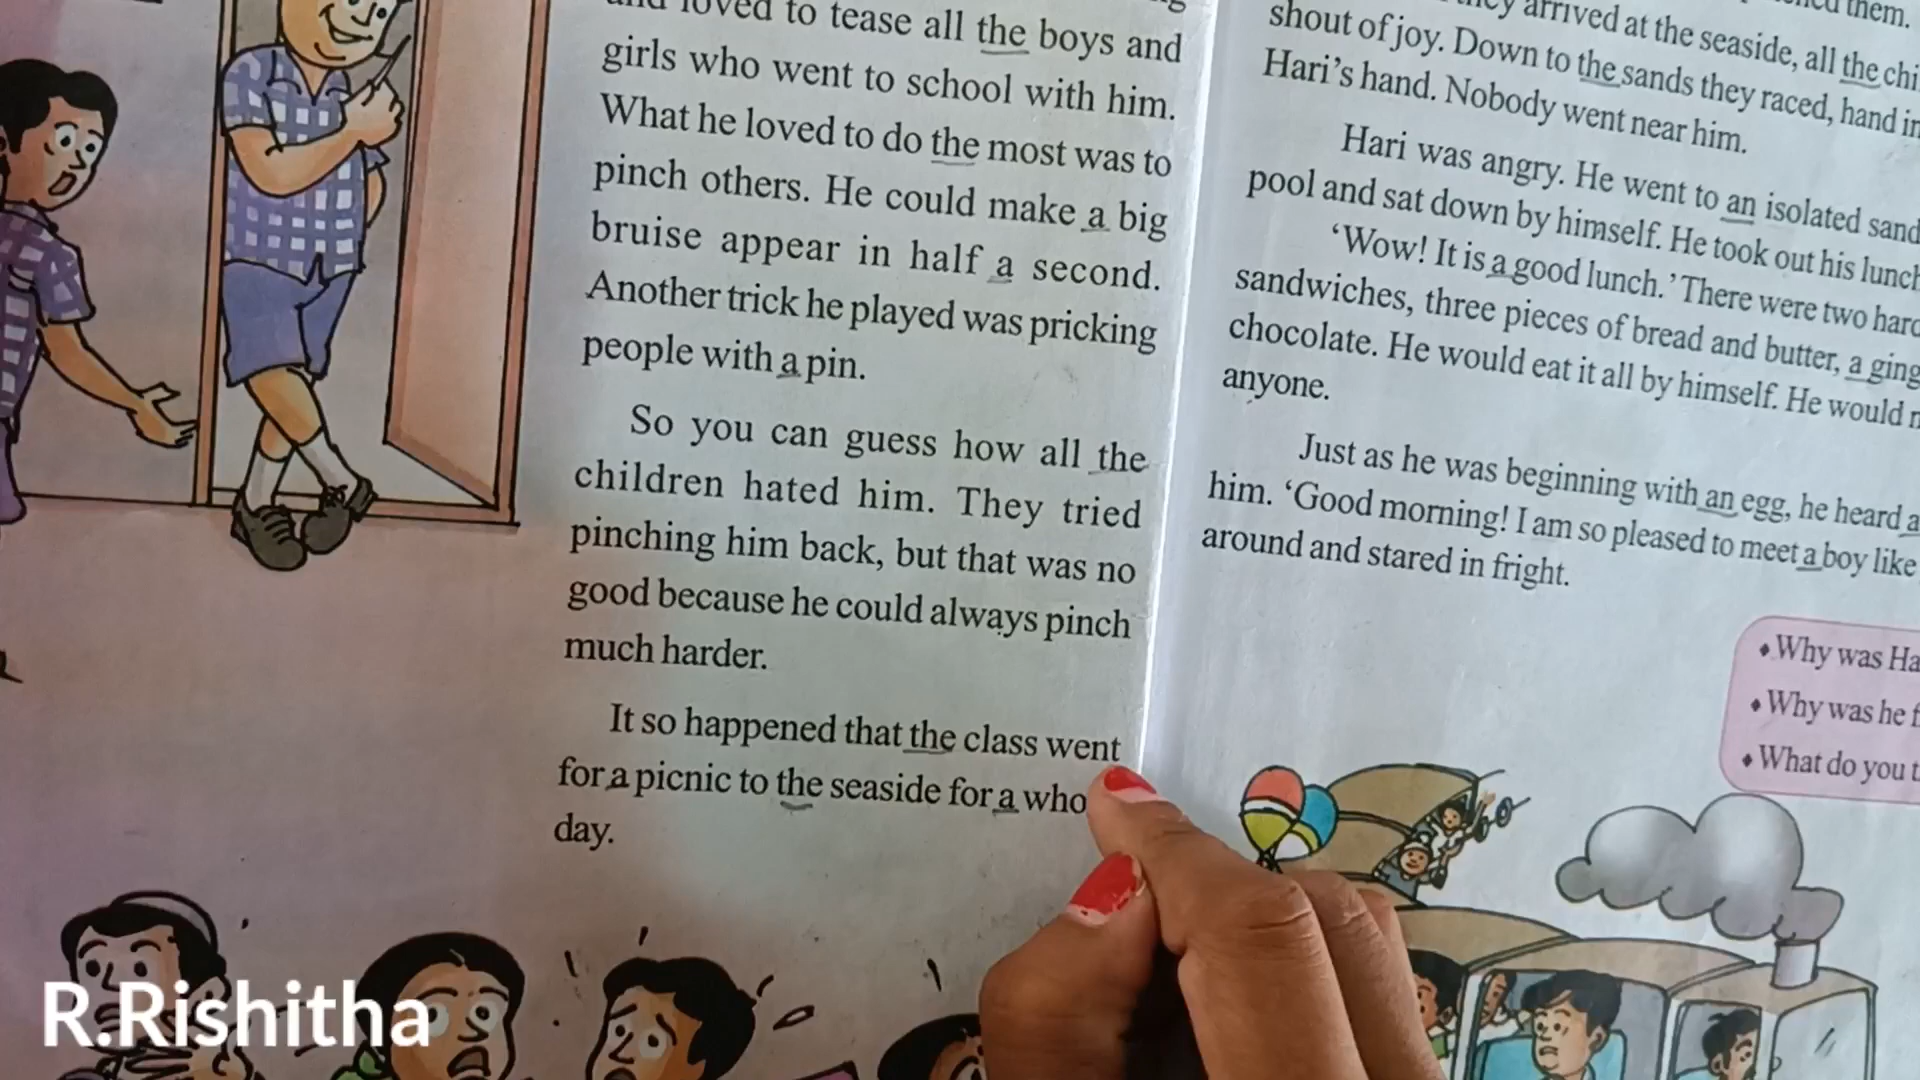 and loved to tease all the boys and
girls who went to school with him.
What he loved to do the most was to
pinch others. He could make a big
bruise appear in half a second.
Another trick he played was pricking
people with a pin.
So you can guess how all the
children hated him. They tried
pinching him back, but that was no
good because he could always pinch
much harder.
It so happened that the class went
for a picnic to the seaside for a who
day.
them.
they arrived at the seaside, all the chi
shout of joy. Down to the sands they raced, hand in
Hari's hand. Nobody went near him.
Hari was angry. He went to an isolated sand
pool and sat down by himself. He took out his lunch
'Wow! It is a good lunch.' There were two hard
sandwiches, three pieces of bread and butter, a ging
chocolate. He would eat it all by himself. He would n
anyone.
Just as he was beginning with an egg, he heard a
him. 'Good morning! I am so pleased to meet a boy like
around and stared in fright.
• Why was Ha
• Why was he f
• What do you t
R.Rishitha